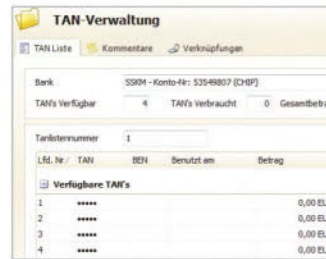 TAN-Verwaltung
TAN Liste Kommentare Verknüpfungen
Bank SSKM - Konto-Nr: 53549807 (CHIP)
TAN's Verfügbar 4 TAN's Verbraucht 0 Gesamtbetr
Tanlistennummer 1
Lfd. Nr TAN BEN Benutzt am Betrag
Verfügbare TAN's
1 ***** 0,00 EU
2 ***** 0,00 EU
3 ***** 0,00 EU
4 ***** 0,00 EU